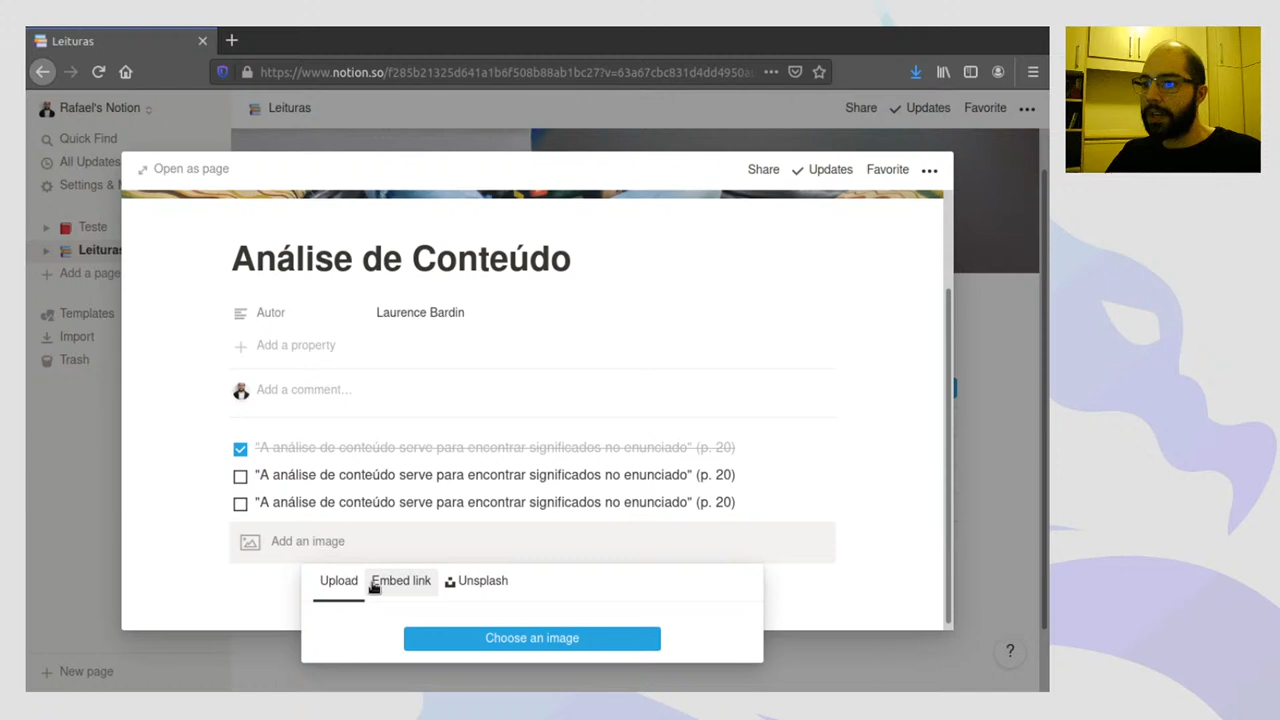 Leituras
https://www.notion.so/f285b21325d641a1b6f508b88ab1bc27?v=63a67cbc831d4dd4950a
Rafael's Notion
Leituras
Share
Updates
Favorite
Quick Find
All Updates
Settings & M
Teste
Leituras
Add a page
Templates
Import
Trash
New page
Open as page
Share
Updates
Favorite
Análise de Conteúdo
Autor Laurence Bardin
Add a property
Add a comment...
"A análise de conteúdo serve para encontrar significados no enunciado" (p. 20)
"A análise de conteúdo serve para encontrar significados no enunciado" (p. 20)
"A análise de conteúdo serve para encontrar significados no enunciado" (p. 20)
Add an image
Upload Embed link Unsplash
Choose an image
?